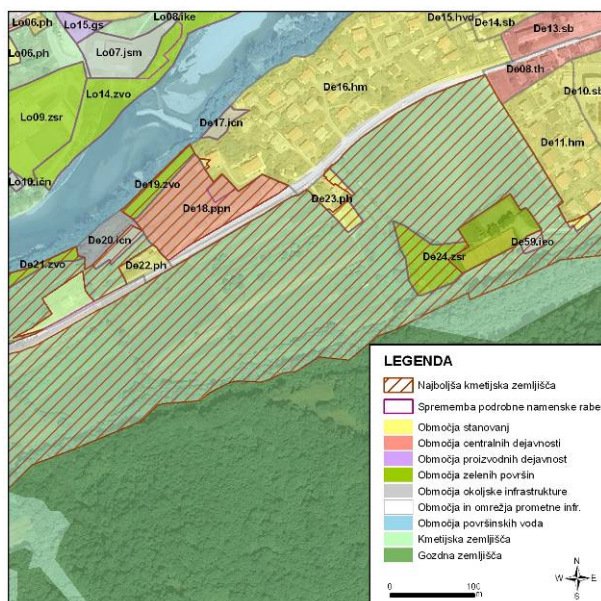 Lo15.gs
Lo08.ike
Lo06.ph
Lo06.ph
Lo07.jsm
De15.hvd
De14.sb
De13.sb
De08.th
Lo14.zvo
De16.hm
De10.sb
Lo09.zsr
De17.icn
De11.hm
De19.zvo
De18.ppn
De23.ph
De20.icn
De59.ieo
De24.zsr
De22.ph
De21.zvo
LEGENDA
Najboljša kmetijska zemljišča
Sprememba podrobne namenske rabe
Območja stanovanj
Območja centralnih dejavnosti
Območja proizvodnih dejavnost
Območja zelenih površin
Območja okoljske infrastrukture
Območja in omrežja prometne infr.
Območja površinskih voda
Kmetijska zemljišča
Gozdna zemljišča
N
W E
S
0 100
m